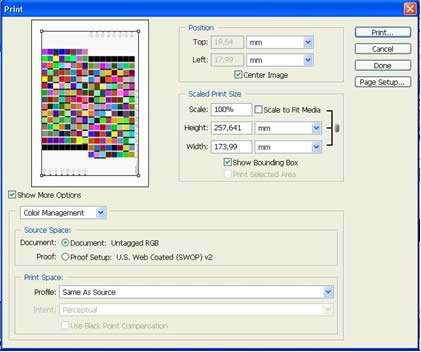 Print
Position
Top: 19,64 mm
Left: 17,99 mm
Center Image
Scaled Print Size
Scale: 100% Scale to Fit Media
Height: 257,641 mm
Width: 173,99 mm
Show Bounding Box
Print Selected Area
Print...
Cancel
Done
Page Setup...
Show More Options
Color Management
Source Space:
Document: Document: Untagged RGB
Proof: Proof Setup: U.S. Web Coated (SWOP) v2
Print Space:
Profile: Same As Source
Intent: Perceptual
Use Black Point Compensation